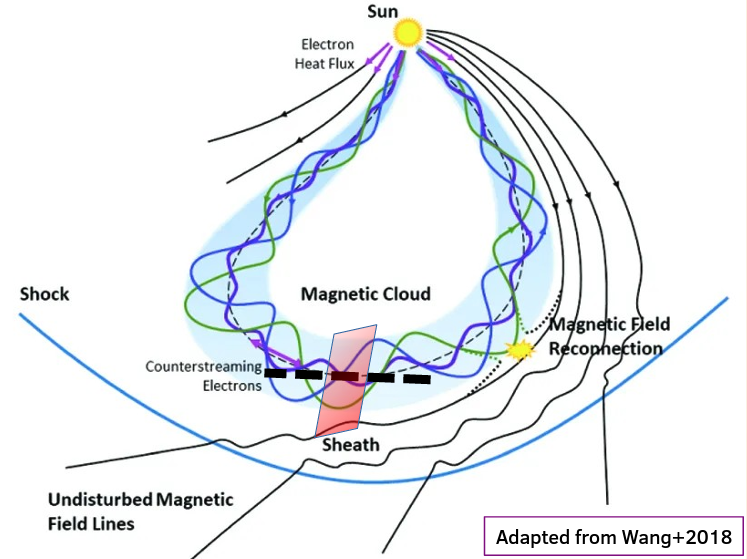 Sun
Electron
Heat Flux
Shock
Magnetic Cloud
Magnetic Field
Reconnection
Counterstreaming
Electrons
Sheath
Undisturbed Magnetic
Field Lines
Adapted from Wang+2018